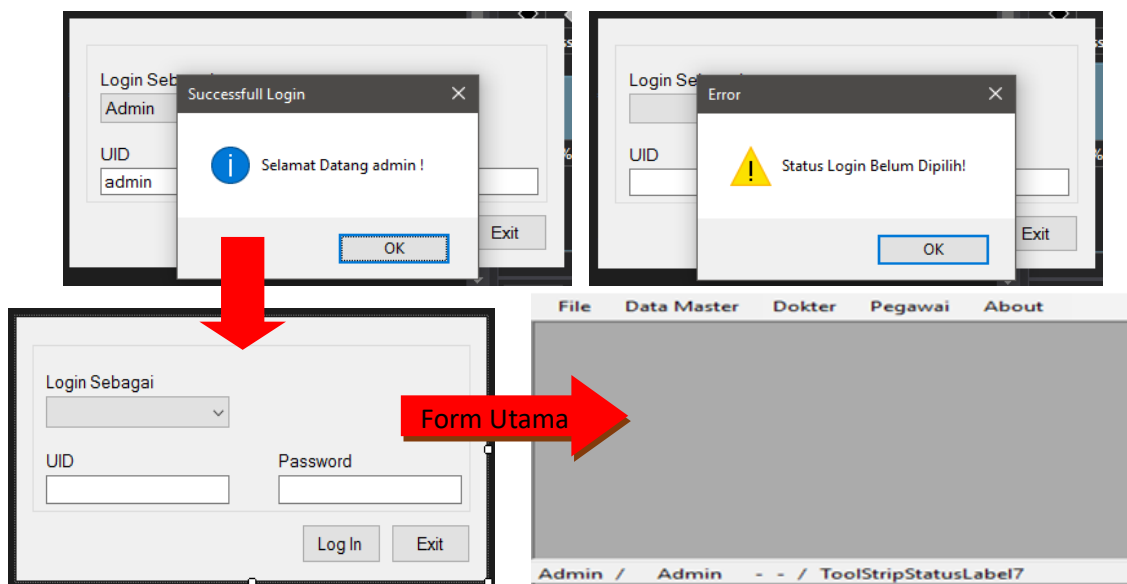 Login Seb
Successfull Login
Admin
Selamat Datang admin !
UID
admin
OK
Exit
Login Se
Error
Status Login Belum Dipilih!
UID
OK
Exit
Login Sebagai
UID
Password
Log In
Exit
Form Utama
File Data Master Dokter Pegawai About
Admin / Admin - - / ToolStripStatusLabel7